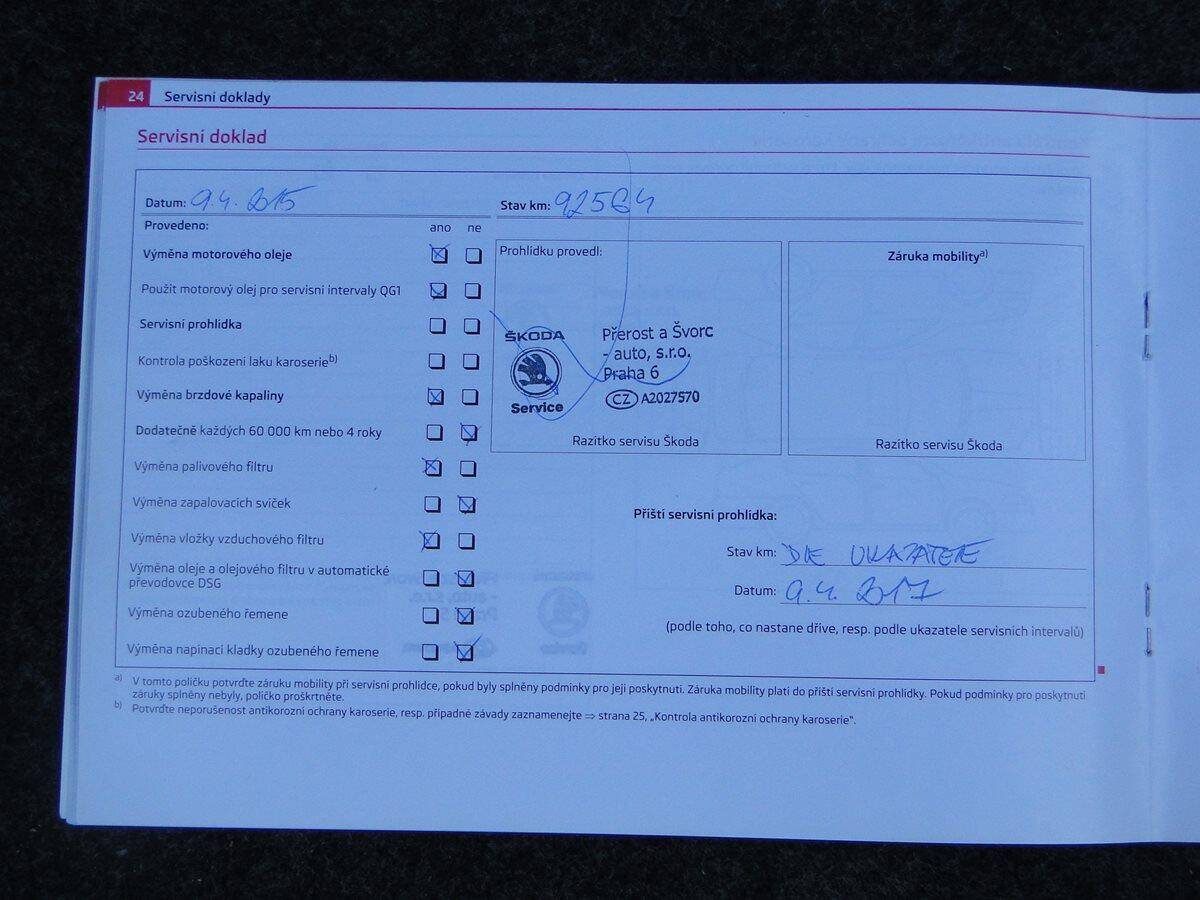 24 Servisní doklady
Servisní doklad
Datum: 9.4. 2015
Stav km: 92564
Provedeno: ano ne
Výměna motorového oleje
Použit motorový olej pro servisní intervaly QG1
Servisní prohlídka
Kontrola poškození laku karoserie b)
Výměna brzdové kapaliny
Dodatečně každých 60 000 km nebo 4 roky
Výměna palivového filtru
Výměna zapalovacích svíček
Výměna vložky vzduchového filtru
Výměna oleje a olejového filtru v automatické
převodovce DSG
Výměna ozubeného řemene
Výměna napínací kladky ozubeného řemene
Prohlídku provedl:
ŠKODA
Service
Přerost a Švorc
- auto, s.r.o.
Praha 6
CZ A2027570
Razítko servisu Škoda
Záruka mobility a)
Razítko servisu Škoda
Příští servisní prohlídka:
Stav km: DLE UKAZATELE
Datum: 9.4. 2017
(podle toho, co nastane dříve, resp. podle ukazatele servisních intervalů)
a) V tomto políčku potvrďte záruku mobility při servisní prohlídce, pokud byly splněny podmínky pro její poskytnutí. Záruka mobility platí do příští servisní prohlídky. Pokud podmínky pro poskytnutí
záruky splněny nebyly, políčko proškrtněte.
b) Potvrďte neporušenost antikorozní ochrany karoserie, resp. případné závady zaznamenejte ⇒ strana 25, „Kontrola antikorozní ochrany karoserie“.